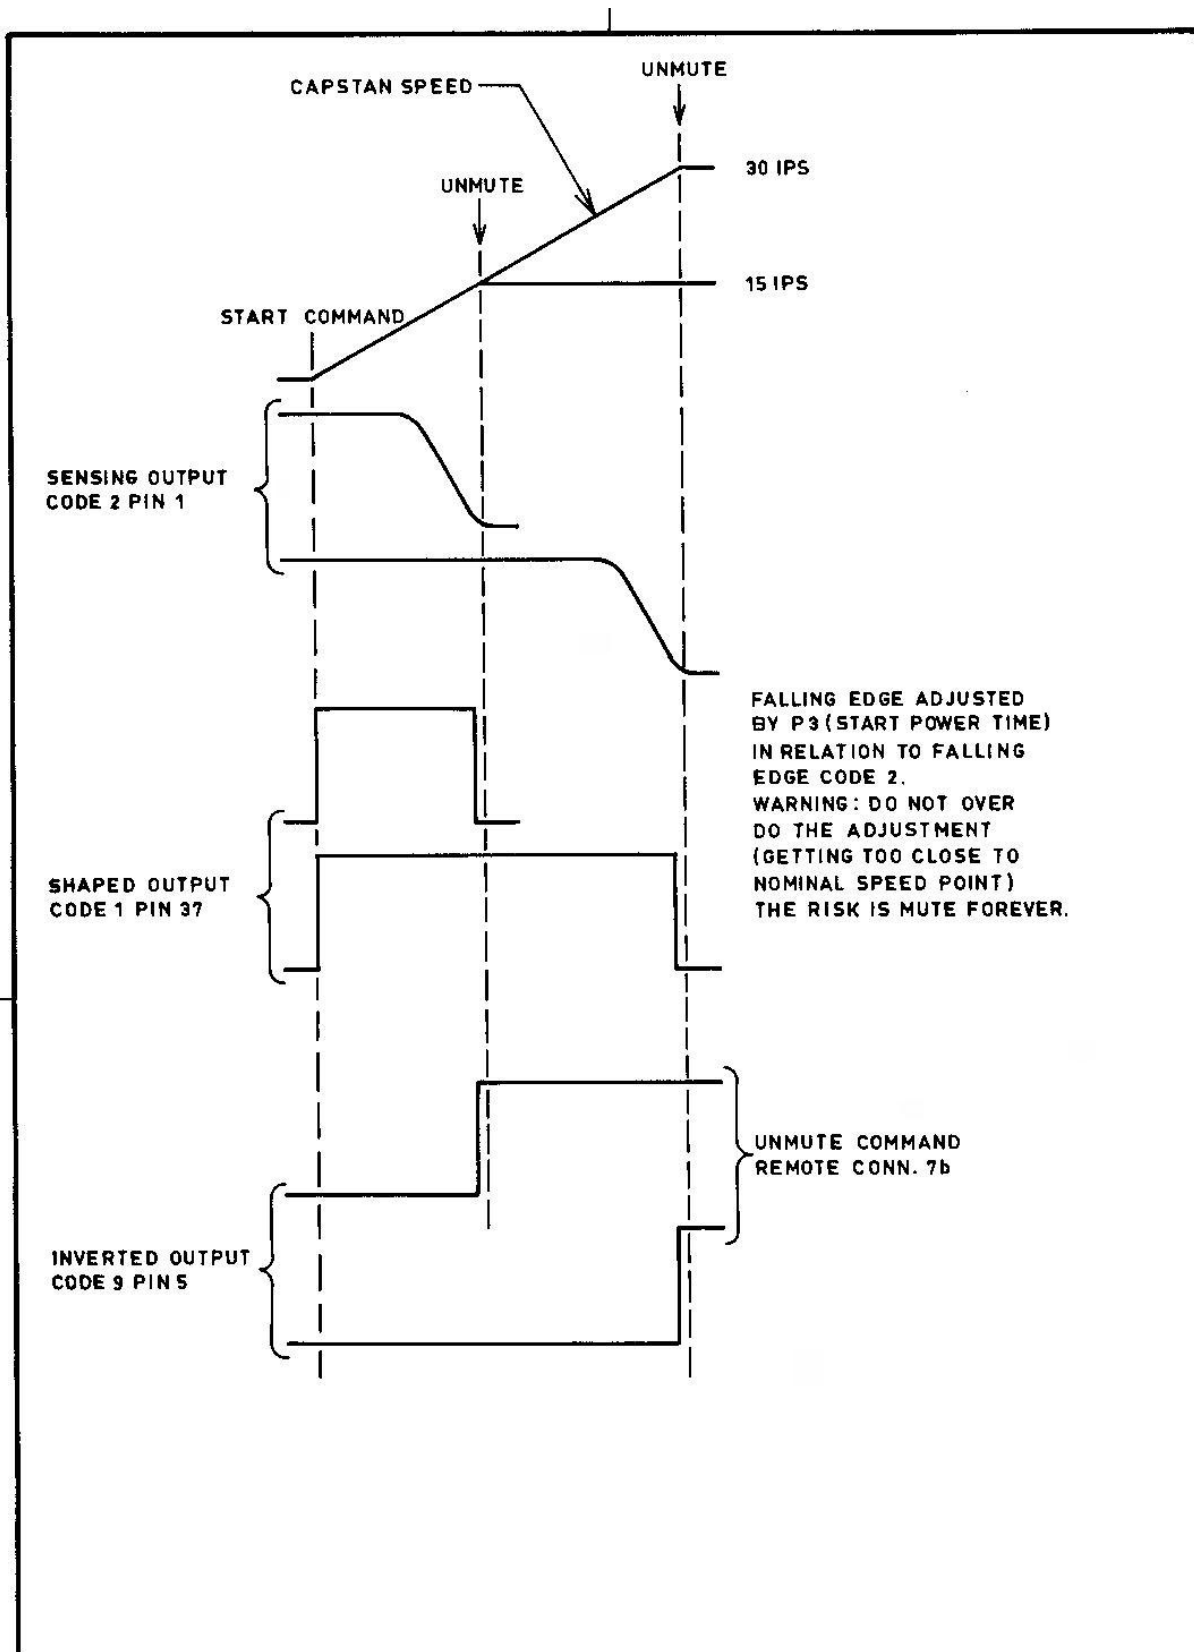 UNMUTE
CAPSTAN SPEED
30 IPS
UNMUTE
15 IPS
START COMMAND
SENSING OUTPUT
CODE 2 PIN 1
FALLING EDGE ADJUSTED
BY P3 (START POWER TIME)
IN RELATION TO FALLING
EDGE CODE 2.
WARNING: DO NOT OVER
DO THE ADJUSTMENT
(GETTING TOO CLOSE TO
NOMINAL SPEED POINT)
THE RISK IS MUTE FOREVER.
SHAPED OUTPUT
CODE 1 PIN 37
UNMUTE COMMAND
REMOTE CONN. 7b
INVERTED OUTPUT
CODE 9 PIN 5